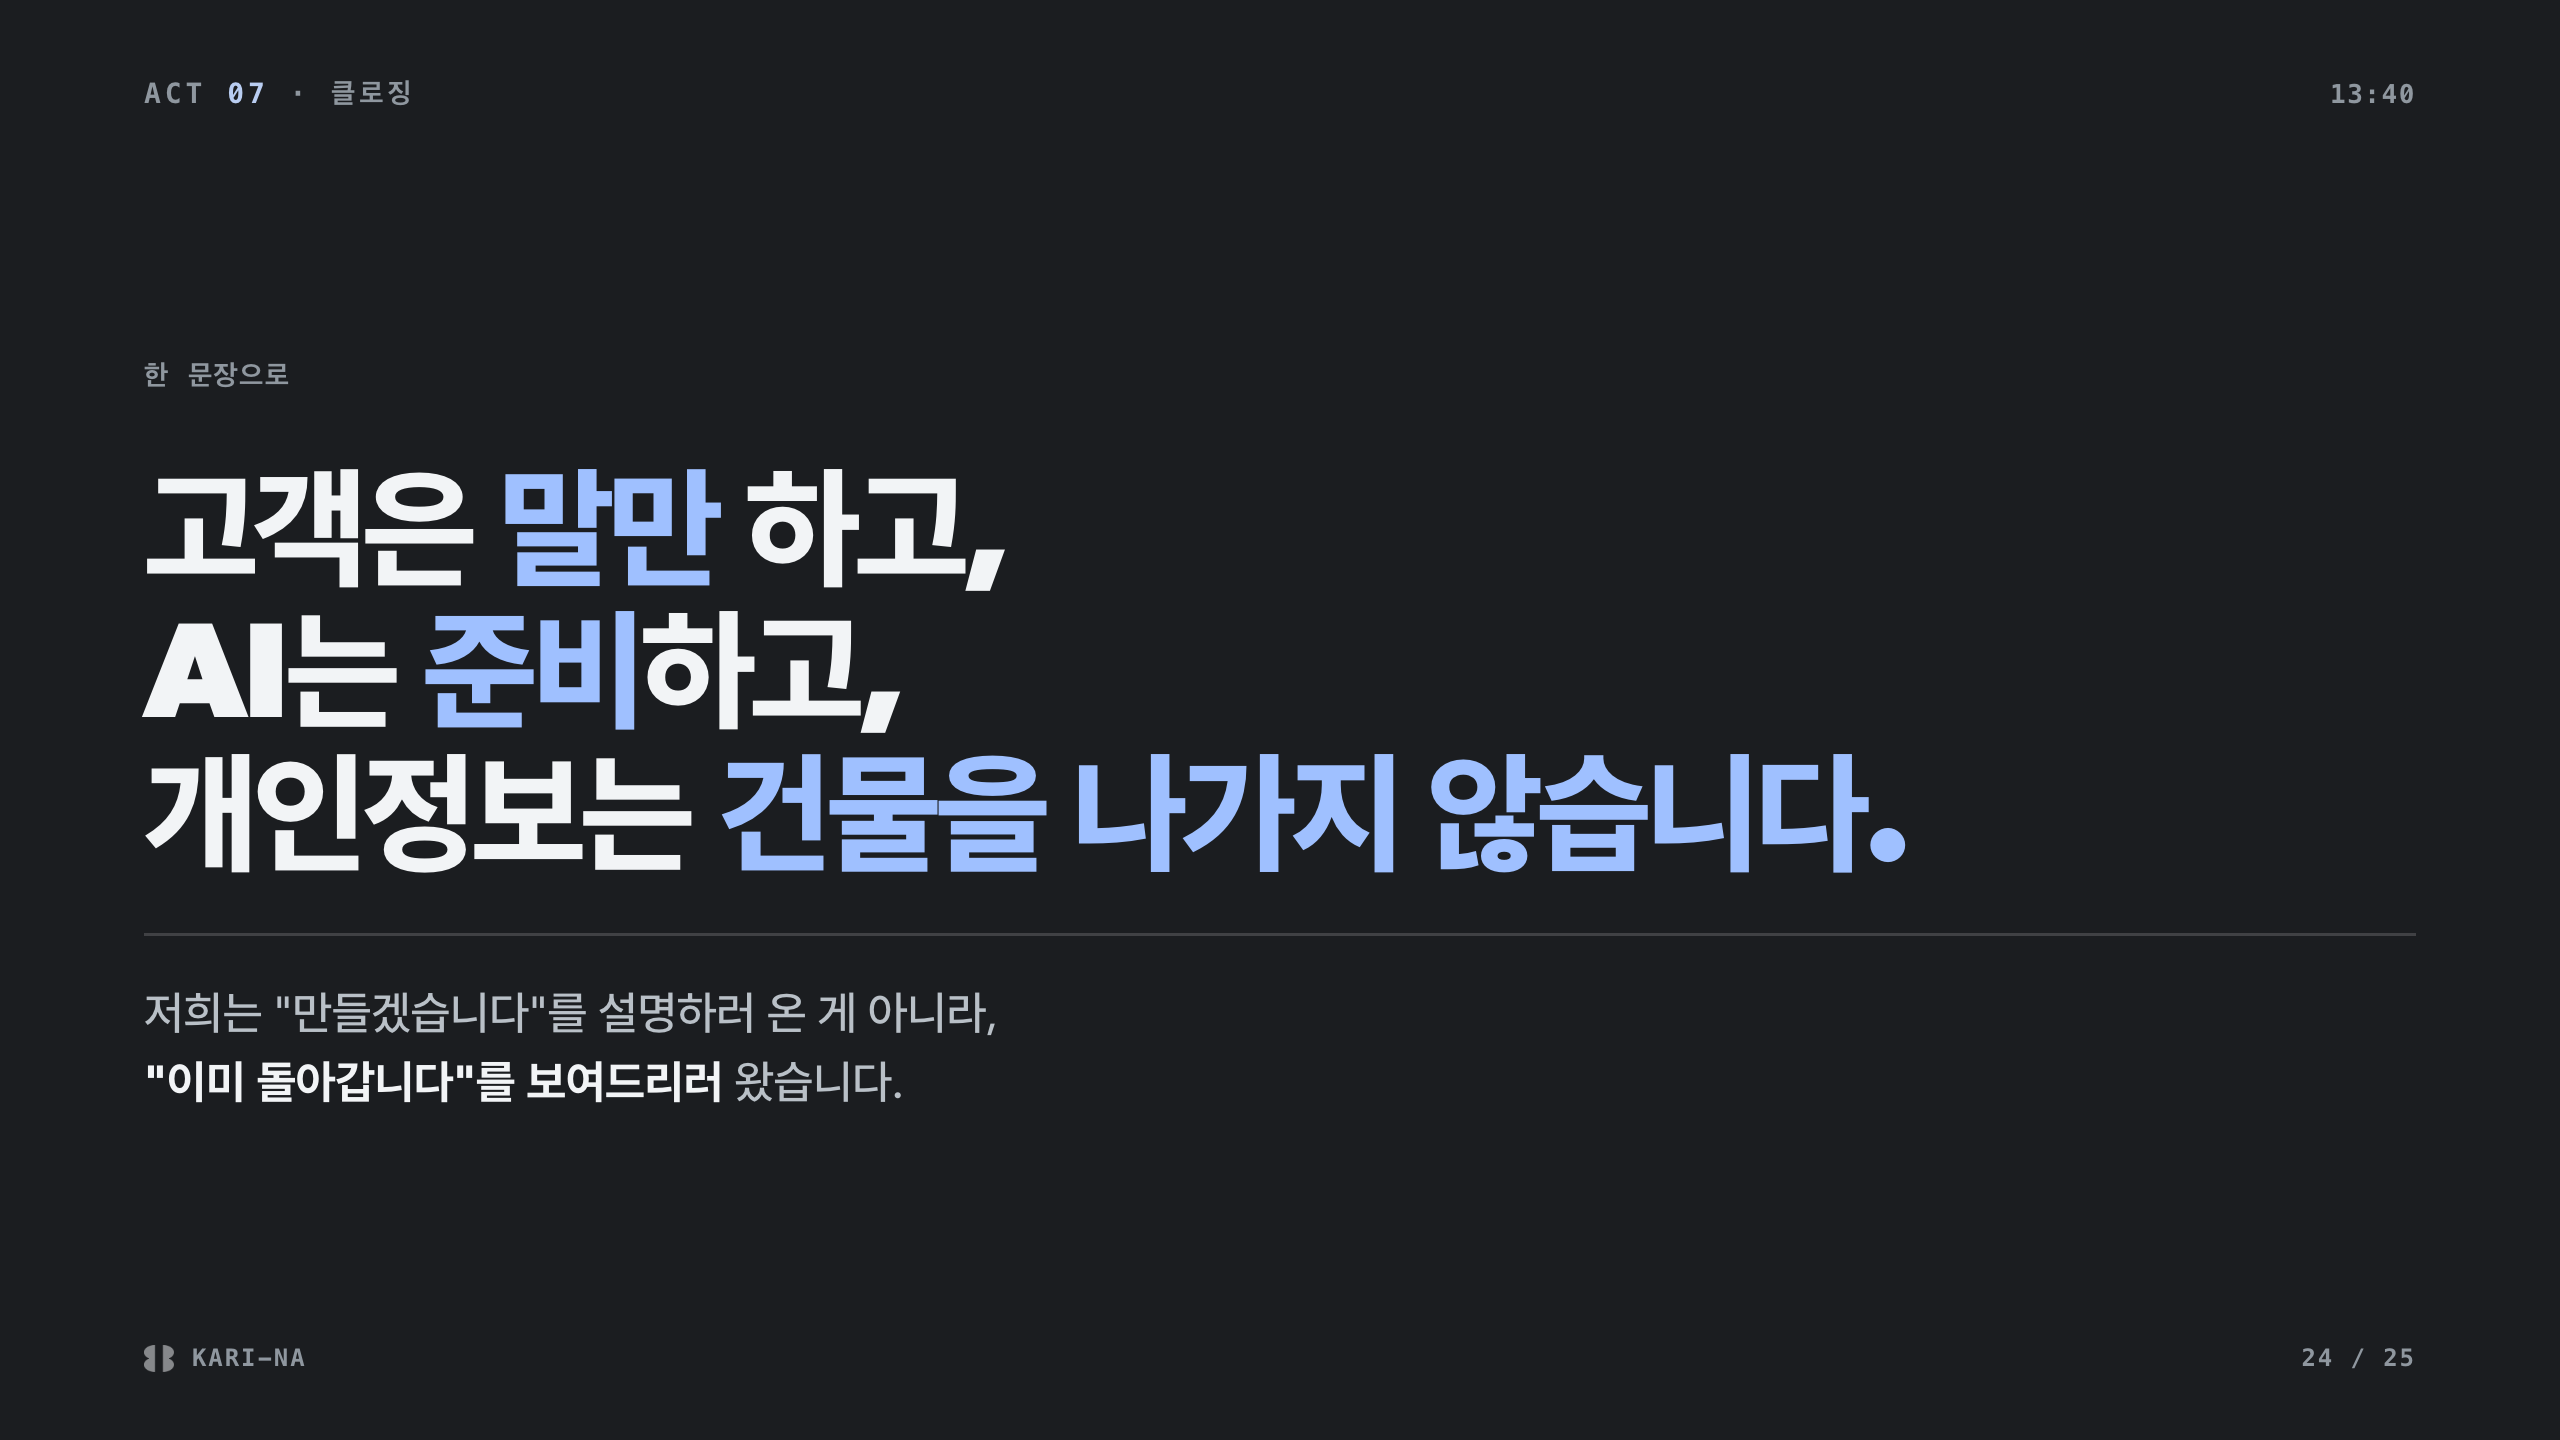 ACT 07 · 클로징
13:40
한 문장으로
고객은 말만 하고,
AI는 준비하고,
개인정보는 건물을 나가지 않습니다.
저희는 "만들겠습니다"를 설명하러 온 게 아니라,
"이미 돌아갑니다"를 보여드리러 왔습니다.
KARI–NA
24 / 25